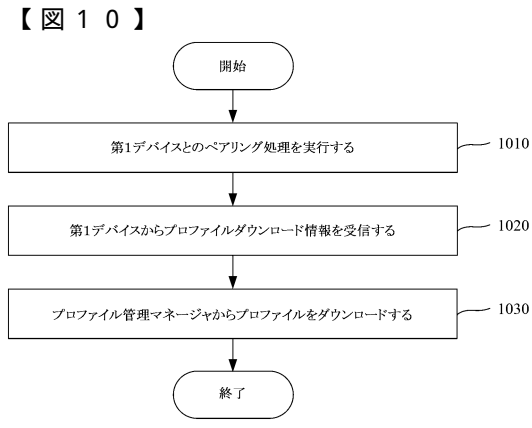 【図１０】
開始
第1デバイスとのペアリング処理を実行する
1010
第1デバイスからプロファイルダウンロード情報を受信する
1020
プロファイル管理マネージャからプロファイルをダウンロードする
1030
終了